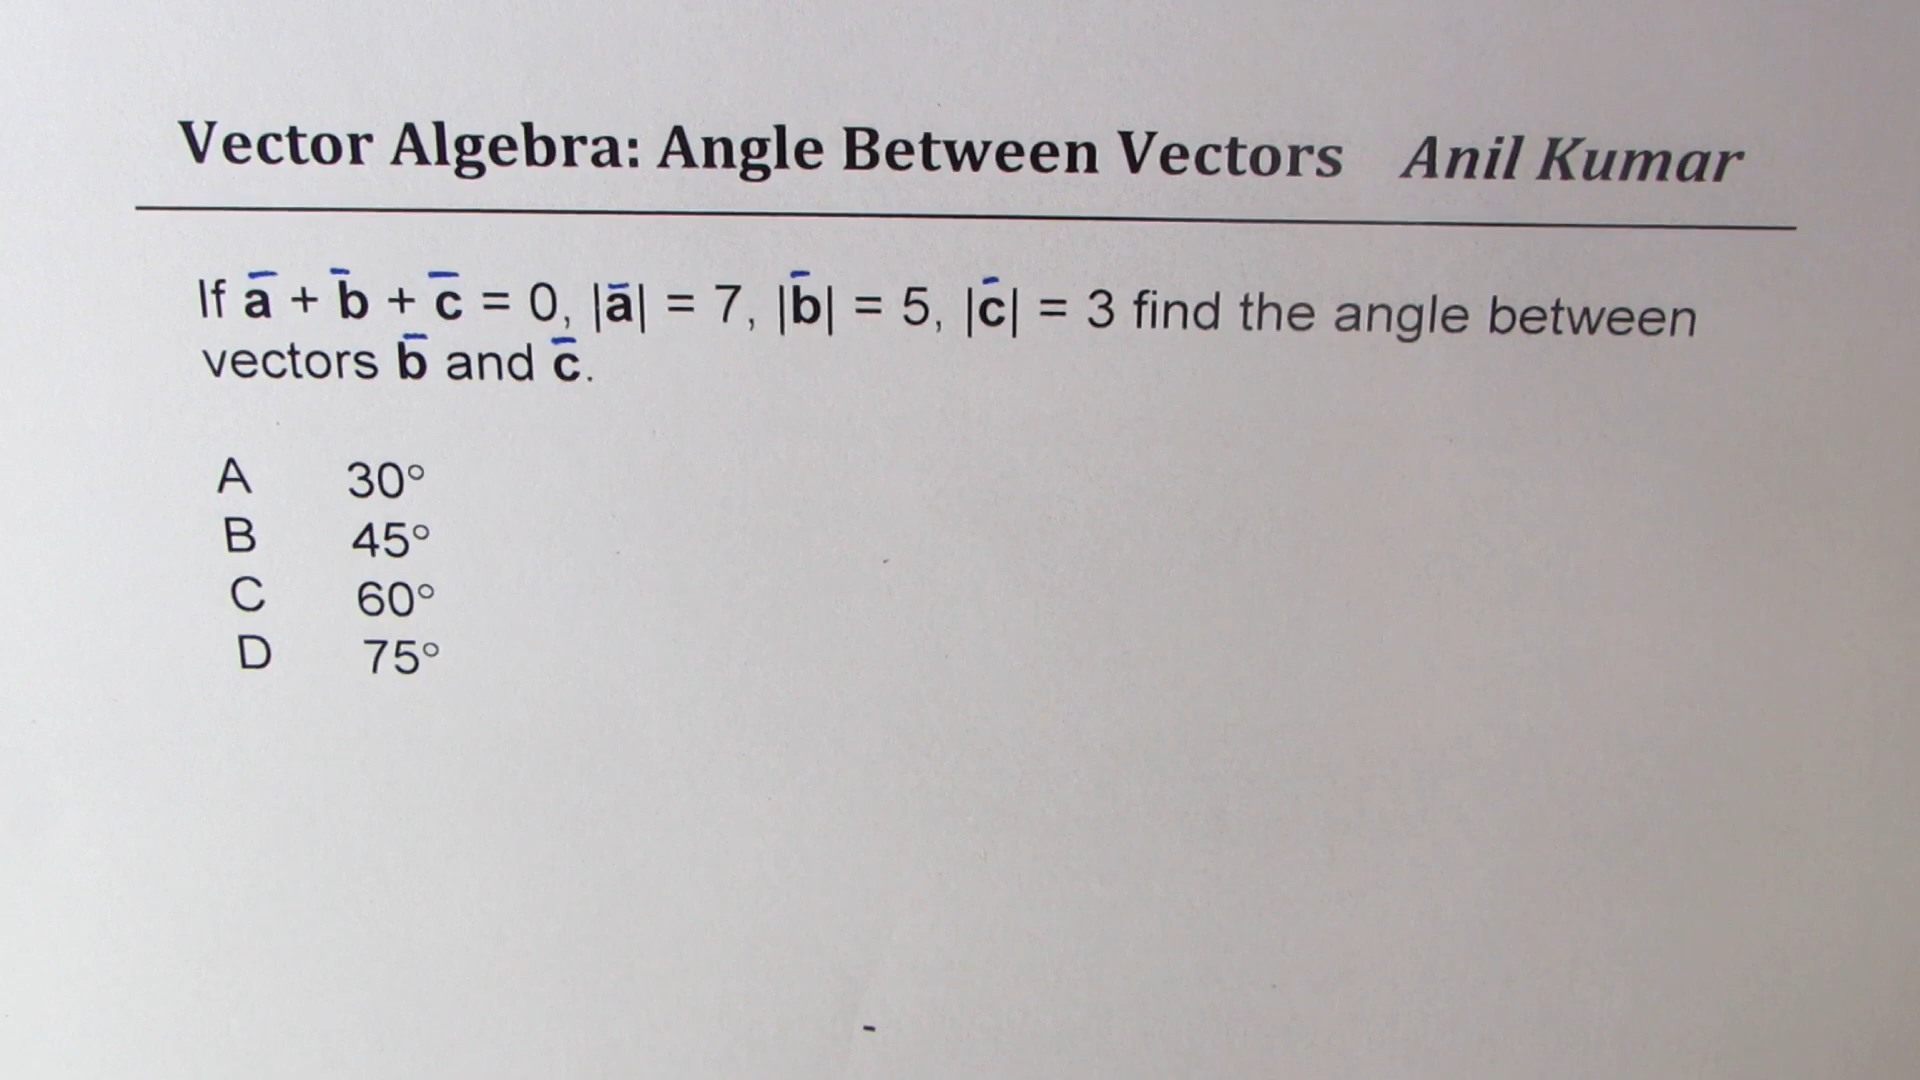 Vector Algebra: Angle Between Vectors Anil Kumar
If a̅ + b̅ + c̅ = 0, |a̅| = 7, |b̅| = 5, |c̅| = 3 find the angle between
vectors b̅ and c̅.
A 30°
B 45°
C 60°
D 75°